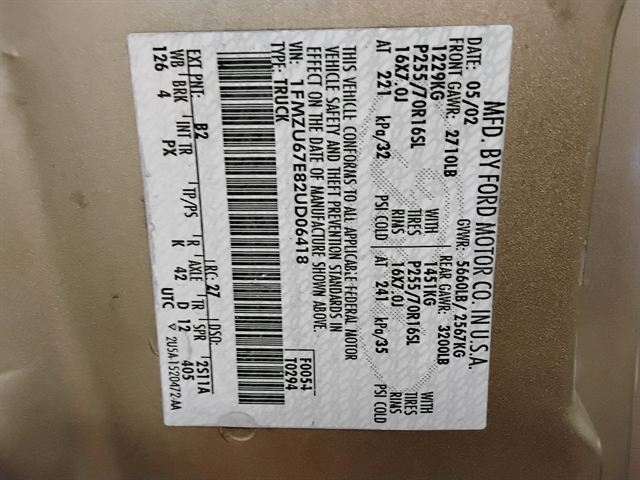 MFD. BY FORD MOTOR CO. IN U.S.A.
DATE: 05/02 GVWR: 5660LB/ 2567KG
FRONT GAWR: 2710LB REAR GAWR: 3200LB
1229KG WITH 1451KG WITH
P255/70R16SL TIRES P255/70R16SL TIRES
16X7.0J RIMS 16X7.0J RIMS
AT 221 kPa/32 PSI COLD AT 241 kPa/35 PSI COLD
THIS VEHICLE CONFORMS TO ALL APPLICABLE FEDERAL MOTOR
VEHICLE SAFETY AND THEFT PREVENTION STANDARDS IN
EFFECT ON THE DATE OF MANUFACTURE SHOWN ABOVE.
VIN: 1FMZU67E82UD06418 F0054
TYPE: TRUCK T0294
EXT PNT: B2 RC: 27 DSO:
WB BRK INT TR TP/PS R AXLE TR SPR 2S11A
126 4 PX K 42 D 12 405
UTC 2U5A 1520472-AA